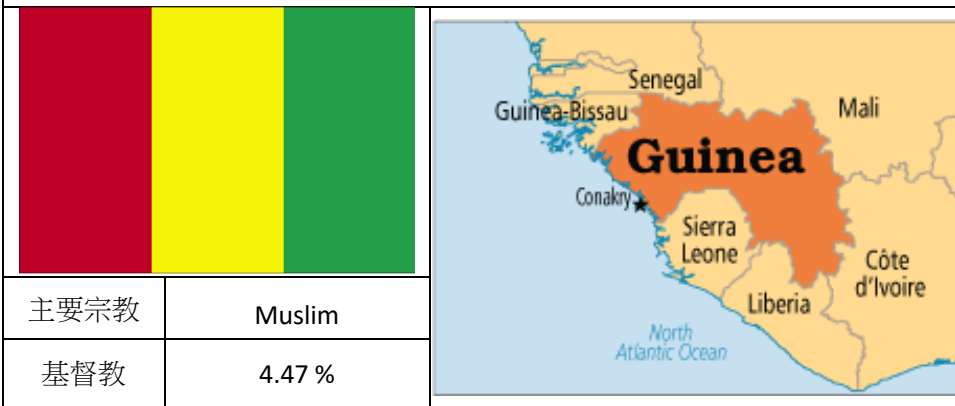 主要宗教 Muslim
基督教 4.47 %
Senegal
Guinea-Bissau
Mali
Guinea
Conakry
Sierra
Leone
Côte
d'Ivoire
Liberia
North
Atlantic Ocean